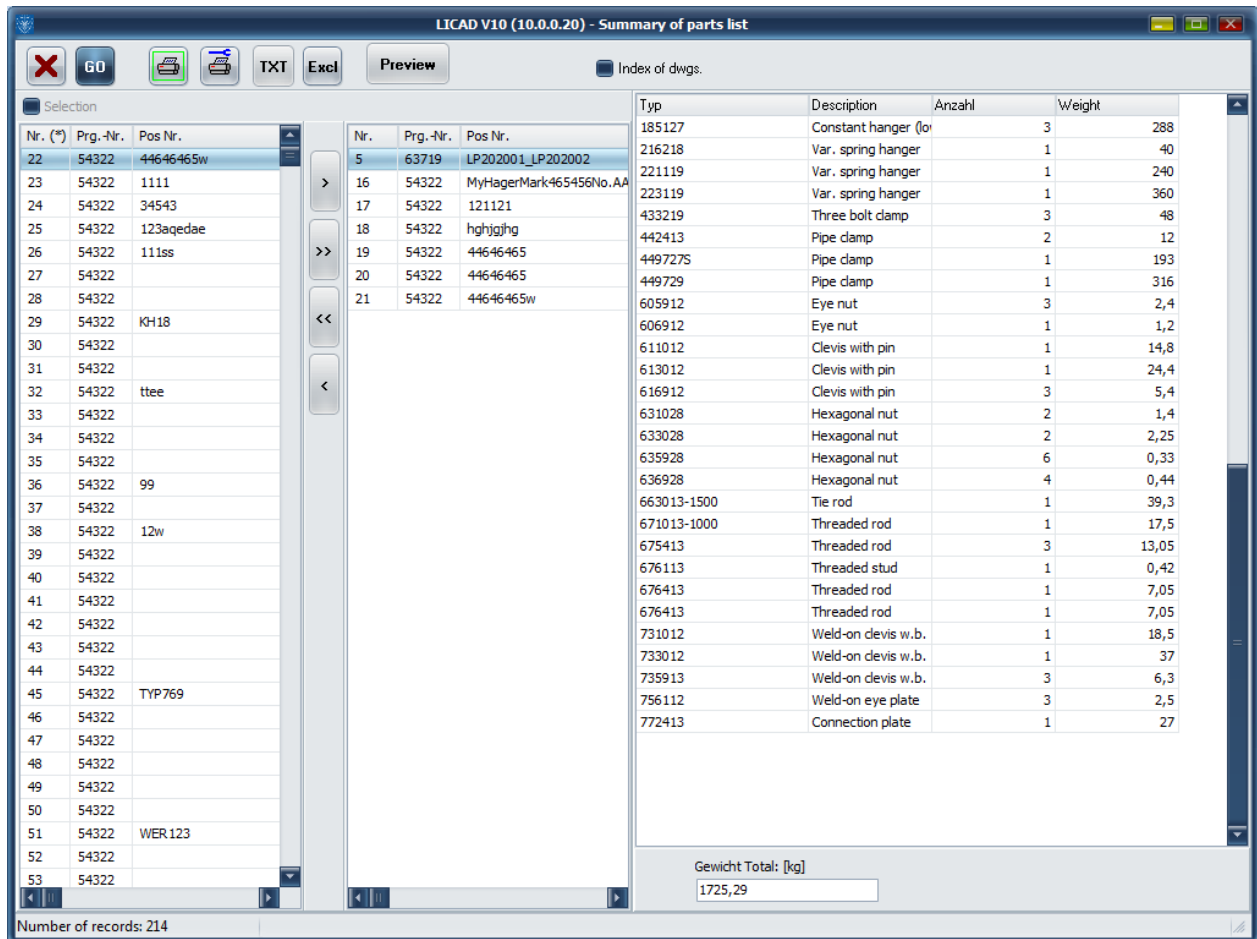 LICAD V10 (10.0.0.20) - Summary of parts list
GO TXT Excl Preview Index of dwgs.
Selection
Nr. (*) Prg.-Nr. Pos Nr.
22 54322 44646465w
23 54322 1111
24 54322 34543
25 54322 123aqedae
26 54322 111ss
27 54322
28 54322
29 54322 KH18
30 54322
31 54322
32 54322 ttee
33 54322
34 54322
35 54322
36 54322 99
37 54322
38 54322 12w
39 54322
40 54322
41 54322
42 54322
43 54322
44 54322
45 54322 TYP769
46 54322
47 54322
48 54322
49 54322
50 54322
51 54322 WER123
52 54322
53 54322
>
>>
<<
<
Nr. Prg.-Nr. Pos Nr.
5 63719 LP202001_LP202002
16 54322 MyHagerMark465456No.AA
17 54322 121121
18 54322 hghjgjhg
19 54322 44646465
20 54322 44646465
21 54322 44646465w
Typ Description Anzahl Weight
185127 Constant hanger (lo 3 288
216218 Var. spring hanger 1 40
221119 Var. spring hanger 1 240
223119 Var. spring hanger 1 360
433219 Three bolt clamp 3 48
442413 Pipe clamp 2 12
449727S Pipe clamp 1 193
449729 Pipe clamp 1 316
605912 Eye nut 3 2,4
606912 Eye nut 1 1,2
611012 Clevis with pin 1 14,8
613012 Clevis with pin 1 24,4
616912 Clevis with pin 3 5,4
631028 Hexagonal nut 2 1,4
633028 Hexagonal nut 2 2,25
635928 Hexagonal nut 6 0,33
636928 Hexagonal nut 4 0,44
663013-1500 Tie rod 1 39,3
671013-1000 Threaded rod 1 17,5
675413 Threaded rod 3 13,05
676113 Threaded stud 1 0,42
676413 Threaded rod 1 7,05
676413 Threaded rod 1 7,05
731012 Weld-on clevis w.b. 1 18,5
733012 Weld-on clevis w.b. 1 37
735913 Weld-on clevis w.b. 3 6,3
756112 Weld-on eye plate 3 2,5
772413 Connection plate 1 27
Gewicht Total: [kg]
1725,29
Number of records: 214